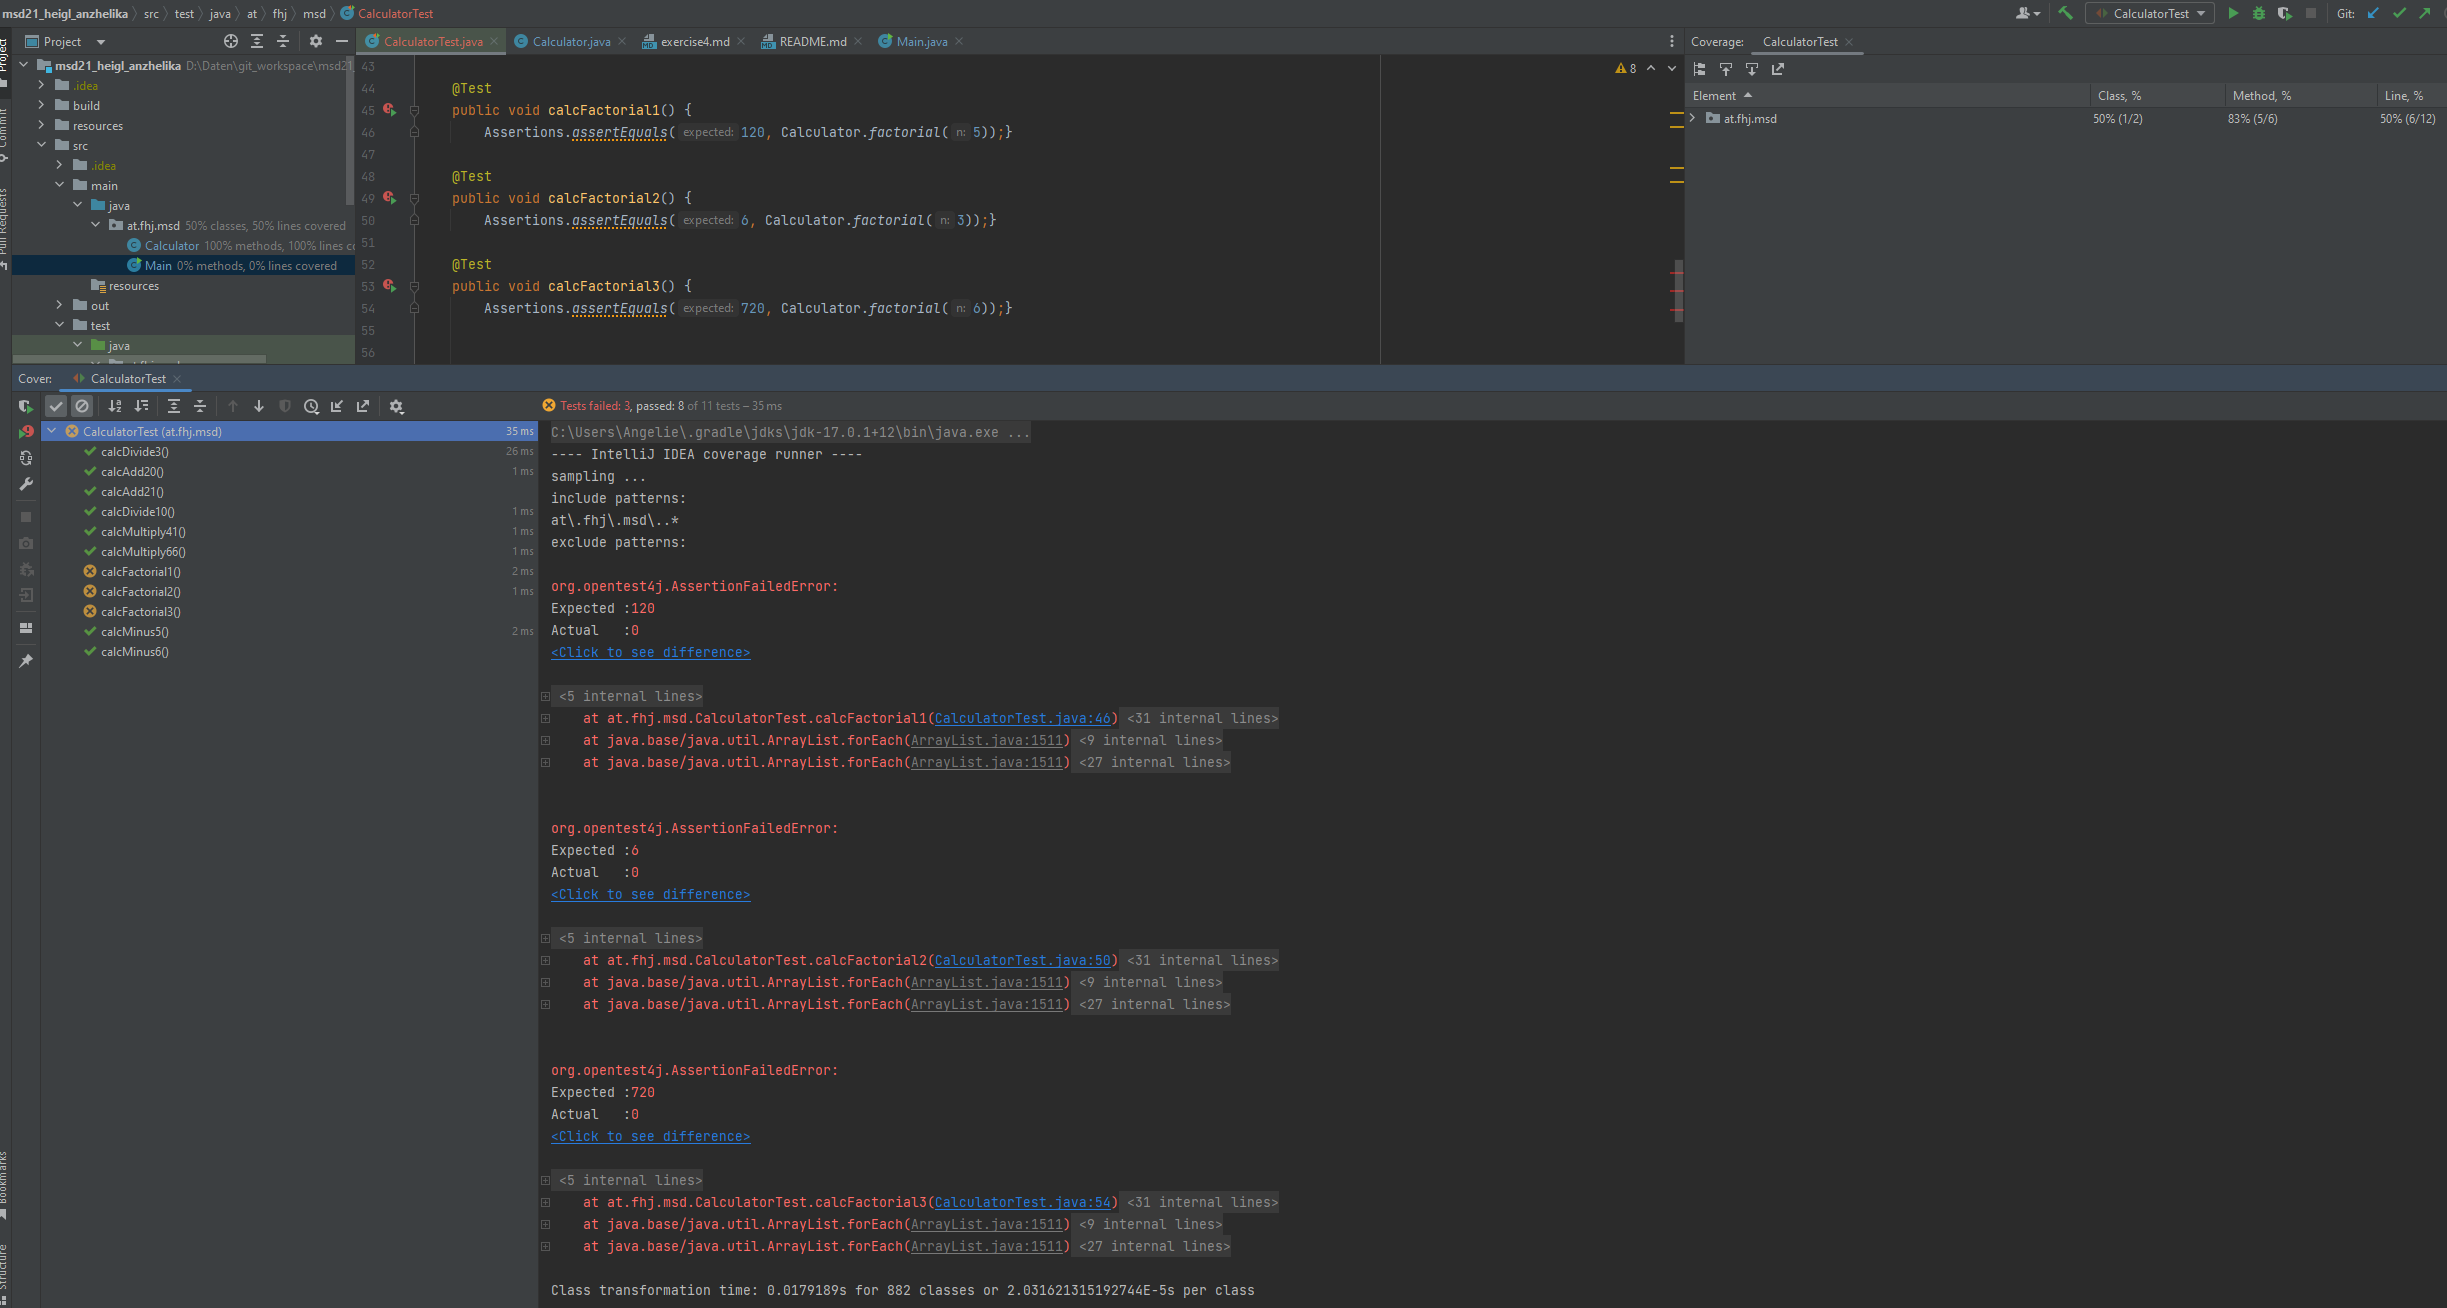 msd21_heigl_anzhelika > src > test > java > at > fhj > msd > CalculatorTest
CalculatorTest
Git:
Project
CalculatorTest.java
Calculator.java
exercise4.md
README.md
Main.java
Coverage: CalculatorTest
msd21_heigl_anzhelika D:\Daten\git_workspace\msd21_
.idea
build
resources
src
.idea
main
java
at.fhj.msd 50% classes, 50% lines covered
Calculator 100% methods, 100% lines co
Main 0% methods, 0% lines covered
resources
out
test
java
Project
Commit
Pull Requests
8
43
44 @Test
45 public void calcFactorial1() {
46 Assertions.assertEquals( expected: 120, Calculator.factorial( n: 5));}
47
48 @Test
49 public void calcFactorial2() {
50 Assertions.assertEquals( expected: 6, Calculator.factorial( n: 3));}
51
52 @Test
53 public void calcFactorial3() {
54 Assertions.assertEquals( expected: 720, Calculator.factorial( n: 6));}
55
56
Element Class, % Method, % Line, %
at.fhj.msd 50% (1/2) 83% (5/6) 50% (6/12)
Cover: CalculatorTest
Tests failed: 3, passed: 8 of 11 tests – 35 ms
CalculatorTest (at.fhj.msd) 35 ms
calcDivide3() 26 ms
calcAdd20() 1 ms
calcAdd21()
calcDivide10() 1 ms
calcMultiply41() 1 ms
calcMultiply66() 1 ms
calcFactorial1() 2 ms
calcFactorial2() 1 ms
calcFactorial3()
calcMinus5() 2 ms
calcMinus6()
C:\Users\Angelie\.gradle\jdks\jdk-17.0.1+12\bin\java.exe ...
---- IntelliJ IDEA coverage runner ----
sampling ...
include patterns:
at\.fhj\.msd\..*
exclude patterns:
org.opentest4j.AssertionFailedError:
Expected :120
Actual :0
<Click to see difference>
<5 internal lines>
at at.fhj.msd.CalculatorTest.calcFactorial1(CalculatorTest.java:46) <31 internal lines>
at java.base/java.util.ArrayList.forEach(ArrayList.java:1511) <9 internal lines>
at java.base/java.util.ArrayList.forEach(ArrayList.java:1511) <27 internal lines>
org.opentest4j.AssertionFailedError:
Expected :6
Actual :0
<Click to see difference>
<5 internal lines>
at at.fhj.msd.CalculatorTest.calcFactorial2(CalculatorTest.java:50) <31 internal lines>
at java.base/java.util.ArrayList.forEach(ArrayList.java:1511) <9 internal lines>
at java.base/java.util.ArrayList.forEach(ArrayList.java:1511) <27 internal lines>
org.opentest4j.AssertionFailedError:
Expected :720
Actual :0
<Click to see difference>
<5 internal lines>
at at.fhj.msd.CalculatorTest.calcFactorial3(CalculatorTest.java:54) <31 internal lines>
at java.base/java.util.ArrayList.forEach(ArrayList.java:1511) <9 internal lines>
at java.base/java.util.ArrayList.forEach(ArrayList.java:1511) <27 internal lines>
Class transformation time: 0.0179189s for 882 classes or 2.031621315192744E-5s per class
Bookmarks
Structure